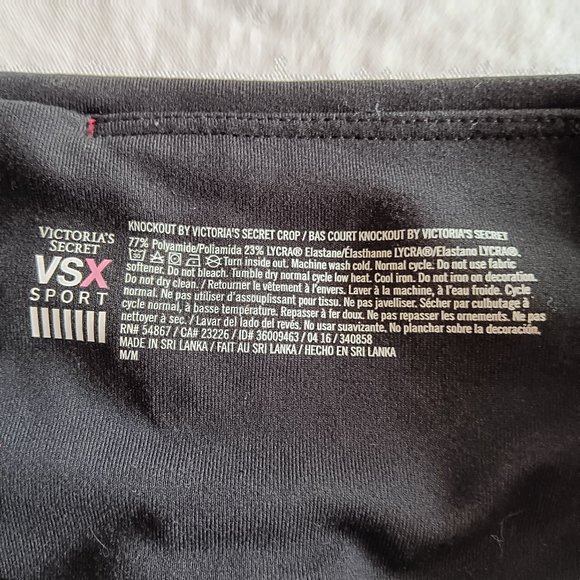 VICTORIA'S
SECRET
VSX
SPORT
KNOCKOUT BY VICTORIA'S SECRET CROP / BAS COURT KNOCKOUT BY VICTORIA'S SECRET
77% Polyamide/Poliamida 23% LYCRA® Elastane/Élasthanne LYCRA®/Elastano LYCRA®.
Turn inside out. Machine wash cold. Normal cycle. Do not use fabric
softener. Do not bleach. Tumble dry normal cycle low heat. Cool iron. Do not iron on decoration.
Do not dry clean. / Retourner le vêtement à l'envers. Laver à la machine, à l'eau froide. Cycle
normal. Ne pas utiliser d'assouplissant pour tissu. Ne pas javelliser. Sécher par culbutage à
cycle normal, à basse température. Repasser à fer doux. Ne pas repasser les ornements. Ne pas
nettoyer à sec. / Lavar del lado del revés. No usar suavizante. No planchar sobre la decoración.
RN# 54867 / CA# 23226 / ID# 36009463 / 04 16 / 340858
MADE IN SRI LANKA / FAIT AU SRI LANKA / HECHO EN SRI LANKA
M/M